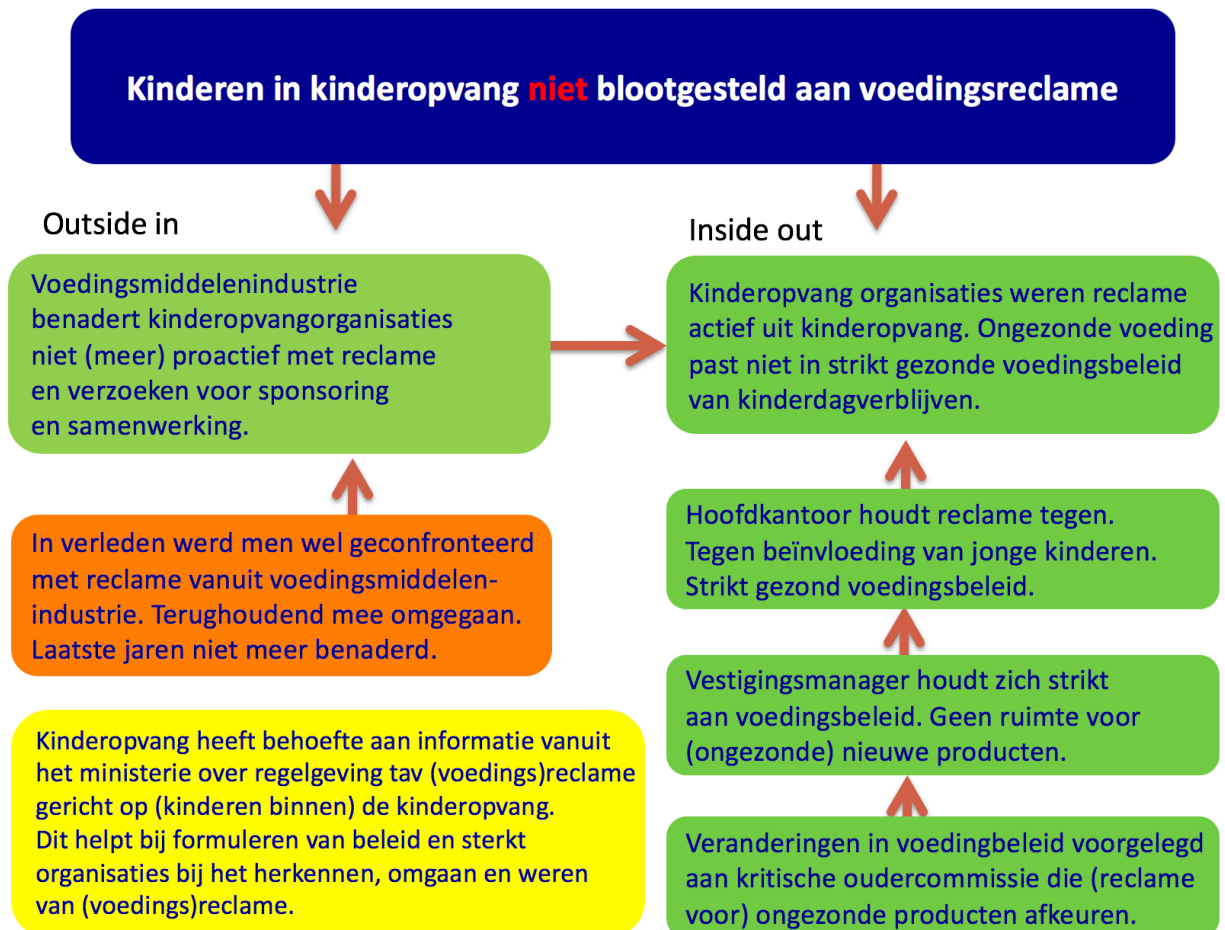 Kinderen in kinderopvang niet blootgesteld aan voedingsreclame
Outside in
Voedingsmiddelenindustrie
benadert kinderopvangorganisaties
niet (meer) proactief met reclame
en verzoeken voor sponsoring
en samenwerking.
In verleden werd men wel geconfronteerd
met reclame vanuit voedingsmiddelen-
industrie. Terughoudend mee omgegaan.
Laatste jaren niet meer benaderd.
Kinderopvang heeft behoefte aan informatie vanuit
het ministerie over regelgeving tav (voedings)reclame
gericht op (kinderen binnen) de kinderopvang.
Dit helpt bij formuleren van beleid en sterkt
organisaties bij het herkennen, omgaan en weren
van (voedings)reclame.
Inside out
Kinderopvang organisaties weren reclame
actief uit kinderopvang. Ongezonde voeding
past niet in strikt gezonde voedingsbeleid
van kinderdagverblijven.
Hoofdkantoor houdt reclame tegen.
Tegen beïnvloeding van jonge kinderen.
Strikt gezond voedingsbeleid.
Vestigingsmanager houdt zich strikt
aan voedingsbeleid. Geen ruimte voor
(ongezonde) nieuwe producten.
Veranderingen in voedingbeleid voorgelegd
aan kritische oudercommissie die (reclame
voor) ongezonde producten afkeuren.